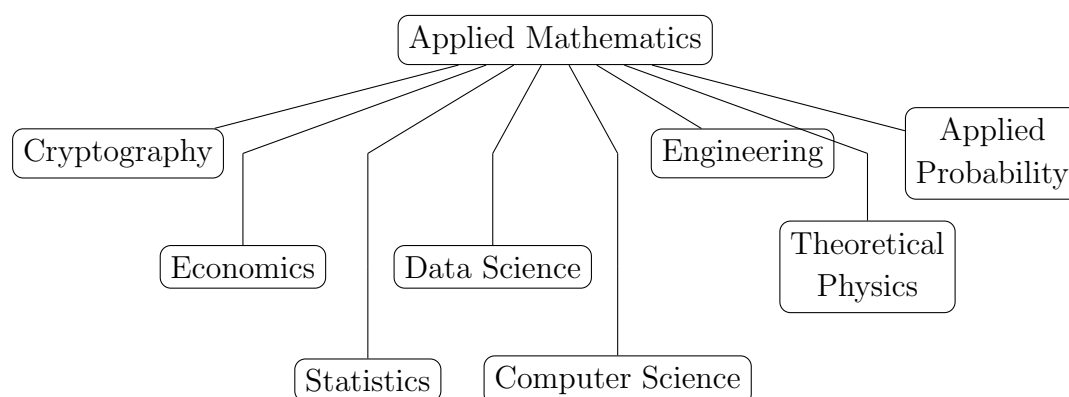 Applied Mathematics
Cryptography
Engineering
Applied
Probability
Economics
Data Science
Theoretical
Physics
Statistics
Computer Science